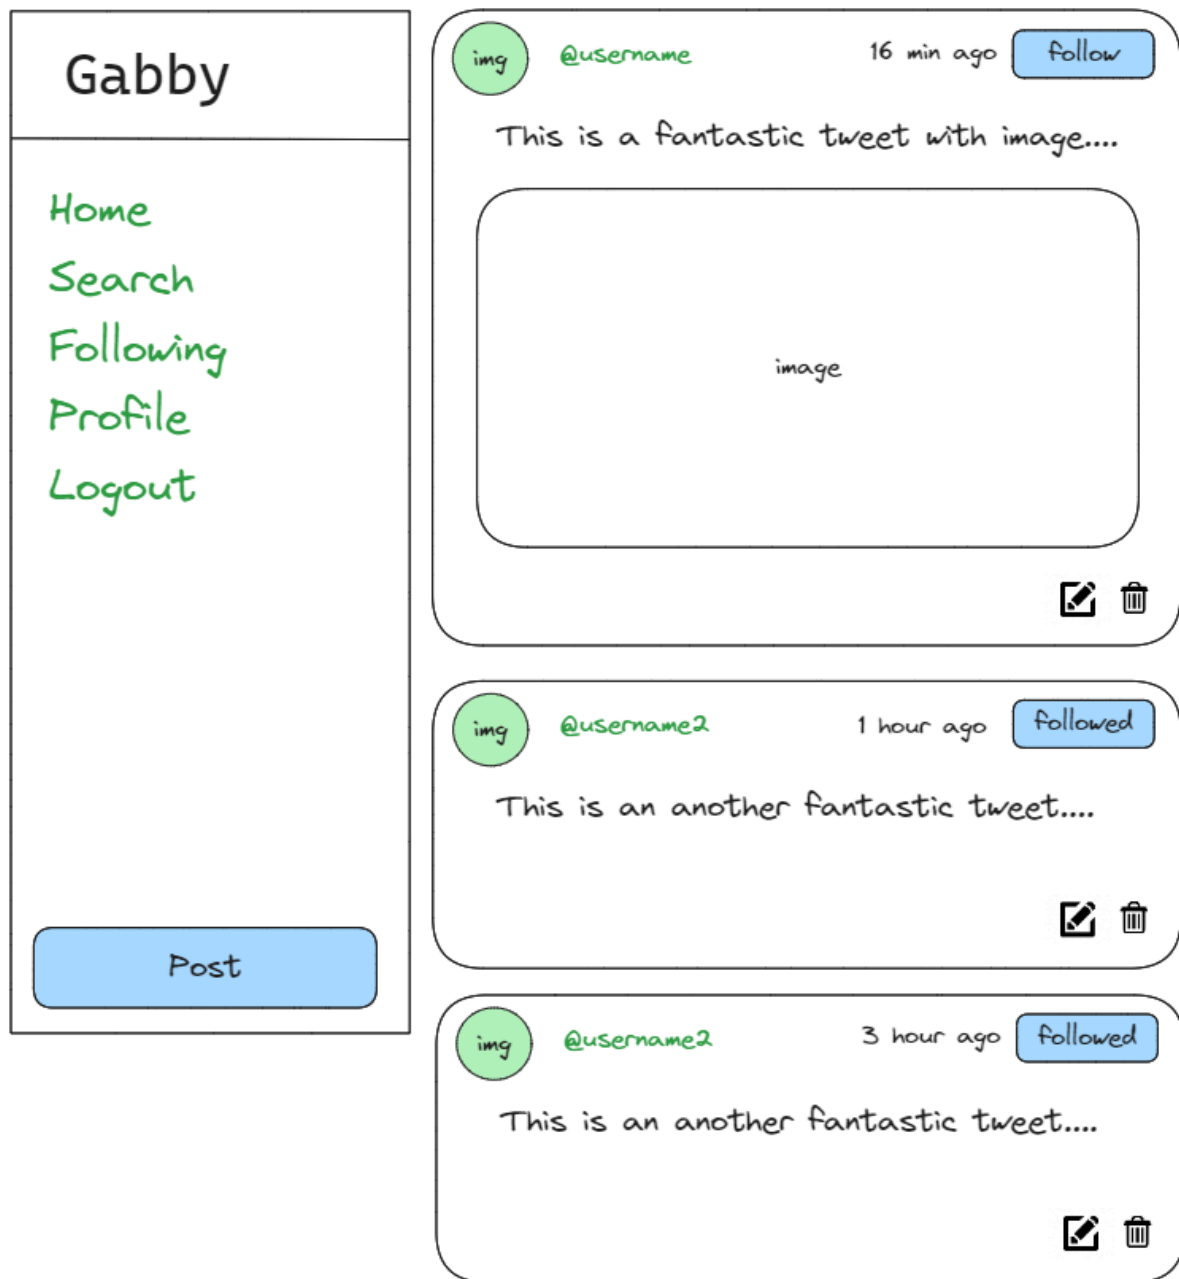 Gabby
Home
Search
Following
Profile
Logout
Post
img @username 16 min ago follow
This is a fantastic tweet with image....
image
img @username2 1 hour ago followed
This is an another fantastic tweet....
img @username2 3 hour ago followed
This is an another fantastic tweet....